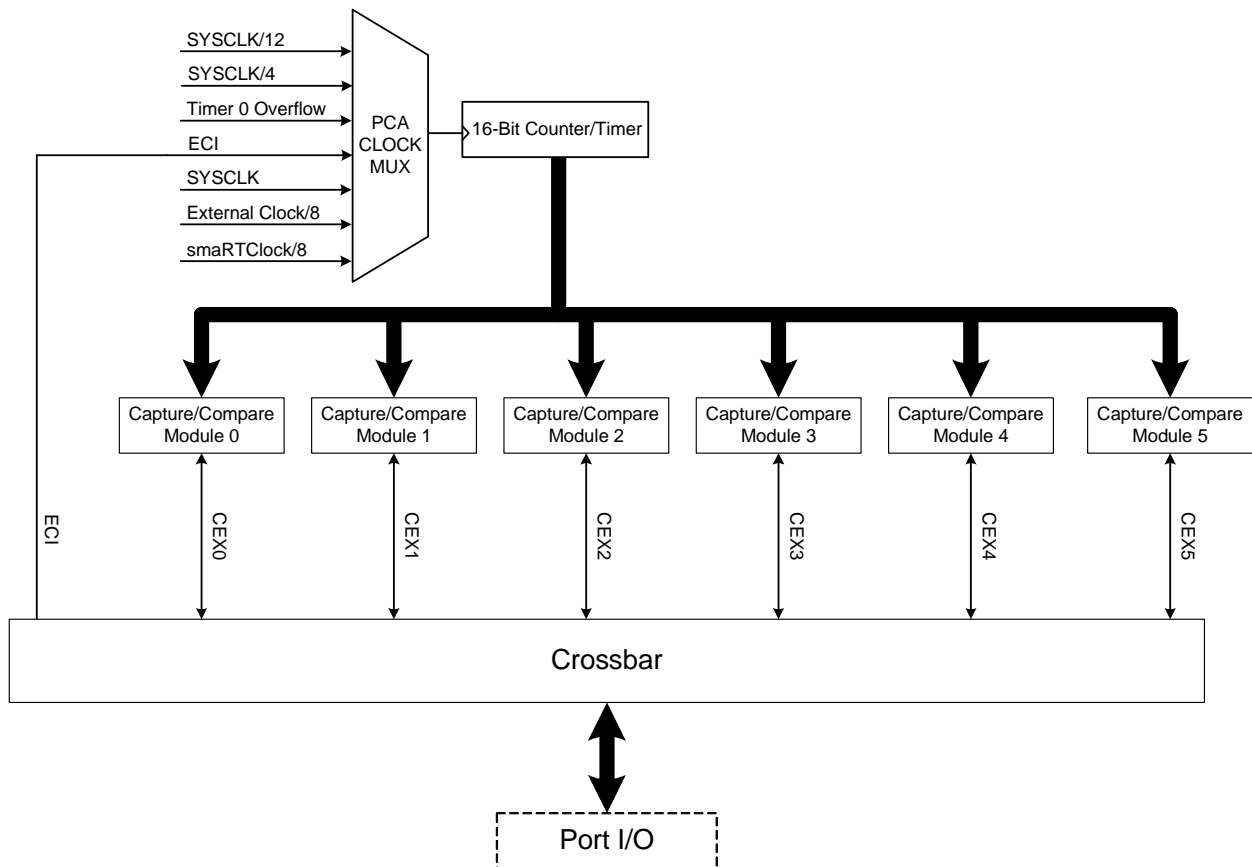 SYSCLK/12
SYSCLK/4
Timer 0 Overflow
ECI
SYSCLK
External Clock/8
smaRTClock/8
PCA
CLOCK
MUX
16-Bit Counter/Timer
Capture/Compare
Module 0
Capture/Compare
Module 1
Capture/Compare
Module 2
Capture/Compare
Module 3
Capture/Compare
Module 4
Capture/Compare
Module 5
ECI
CEX0
CEX1
CEX2
CEX3
CEX4
CEX5
Crossbar
Port I/O